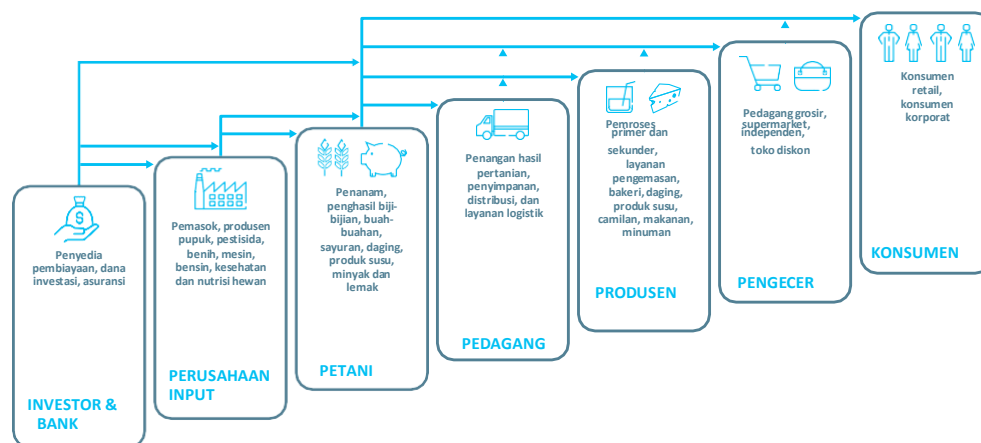 $
Penyedia
pembiayaan, dana
investasi, asuransi
INVESTOR &
BANK
Pemasok, produsen
pupuk, pestisida,
benih, mesin,
bensin, kesehatan
dan nutrisi hewan
PERUSAHAAN
INPUT
Penanam,
penghasil biji-
bijian, buah-
buahan,
sayuran, daging,
produk susu,
minyak dan
lemak
PETANI
Penangan hasil
pertanian,
penyimpanan,
distribusi, dan
layanan logistik
PEDAGANG
Pemroses
primer dan
sekunder,
layanan
pengemasan,
bakeri, daging,
produk susu,
camilan, makanan,
minuman
PRODUSEN
Pedagang grosir,
supermarket,
independen,
toko diskon
PENGECER
Konsumen
retail,
konsumen
korporat
KONSUMEN